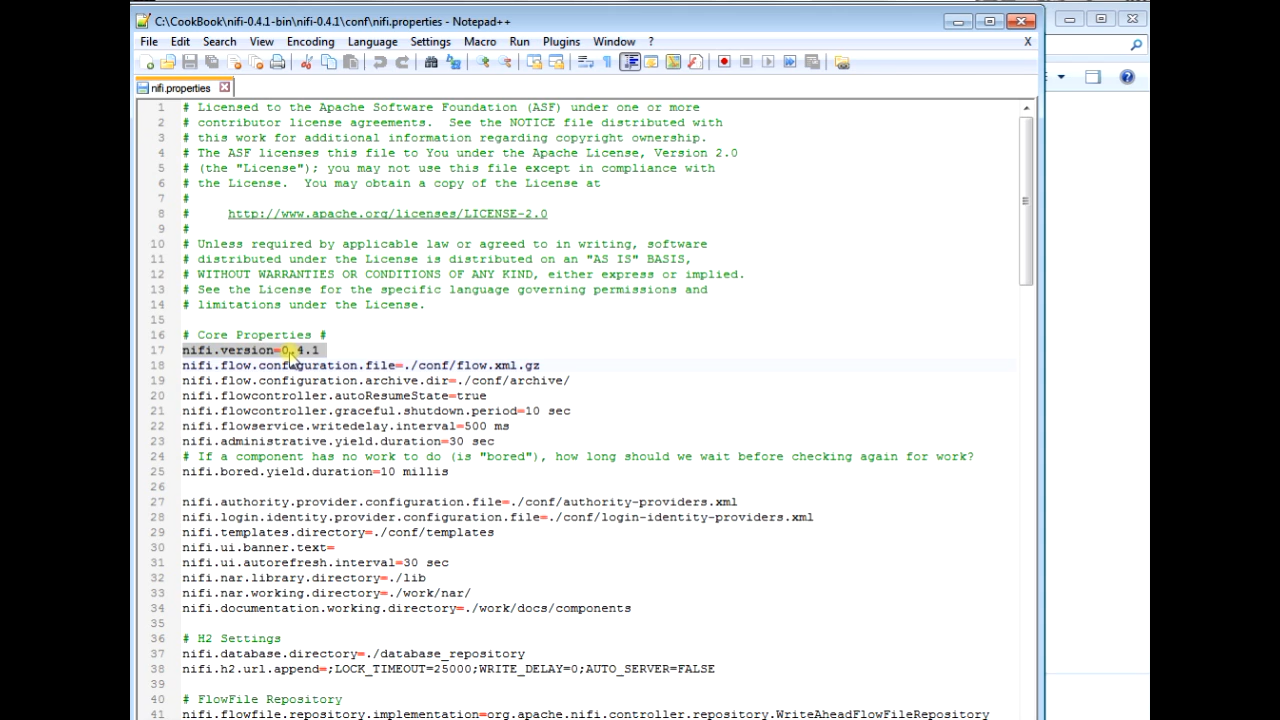 C:\CookBook\nifi-0.4.1-bin\nifi-0.4.1\conf\nifi.properties - Notepad++
File Edit Search View Encoding Language Settings Macro Run Plugins Window ? X
nifi.properties
1 # Licensed to the Apache Software Foundation (ASF) under one or more
2 # contributor license agreements.  See the NOTICE file distributed with
3 # this work for additional information regarding copyright ownership.
4 # The ASF licenses this file to You under the Apache License, Version 2.0
5 # (the "License"); you may not use this file except in compliance with
6 # the License.  You may obtain a copy of the License at
7 #
8 #     http://www.apache.org/licenses/LICENSE-2.0
9 #
10 # Unless required by applicable law or agreed to in writing, software
11 # distributed under the License is distributed on an "AS IS" BASIS,
12 # WITHOUT WARRANTIES OR CONDITIONS OF ANY KIND, either express or implied.
13 # See the License for the specific language governing permissions and
14 # limitations under the License.
15
16 # Core Properties #
17 nifi.version=0.4.1
18 nifi.flow.configuration.file=./conf/flow.xml.gz
19 nifi.flow.configuration.archive.dir=./conf/archive/
20 nifi.flowcontroller.autoResumeState=true
21 nifi.flowcontroller.graceful.shutdown.period=10 sec
22 nifi.flowservice.writedelay.interval=500 ms
23 nifi.administrative.yield.duration=30 sec
24 # If a component has no work to do (is "bored"), how long should we wait before checking again for work?
25 nifi.bored.yield.duration=10 millis
26
27 nifi.authority.provider.configuration.file=./conf/authority-providers.xml
28 nifi.login.identity.provider.configuration.file=./conf/login-identity-providers.xml
29 nifi.templates.directory=./conf/templates
30 nifi.ui.banner.text=
31 nifi.ui.autorefresh.interval=30 sec
32 nifi.nar.library.directory=./lib
33 nifi.nar.working.directory=./work/nar/
34 nifi.documentation.working.directory=./work/docs/components
35
36 # H2 Settings
37 nifi.database.directory=./database_repository
38 nifi.h2.url.append=;LOCK_TIMEOUT=25000;WRITE_DELAY=0;AUTO_SERVER=FALSE
39
40 # FlowFile Repository
41 nifi.flowfile.repository.implementation=org.apache.nifi.controller.repository.WriteAheadFlowFileRepository